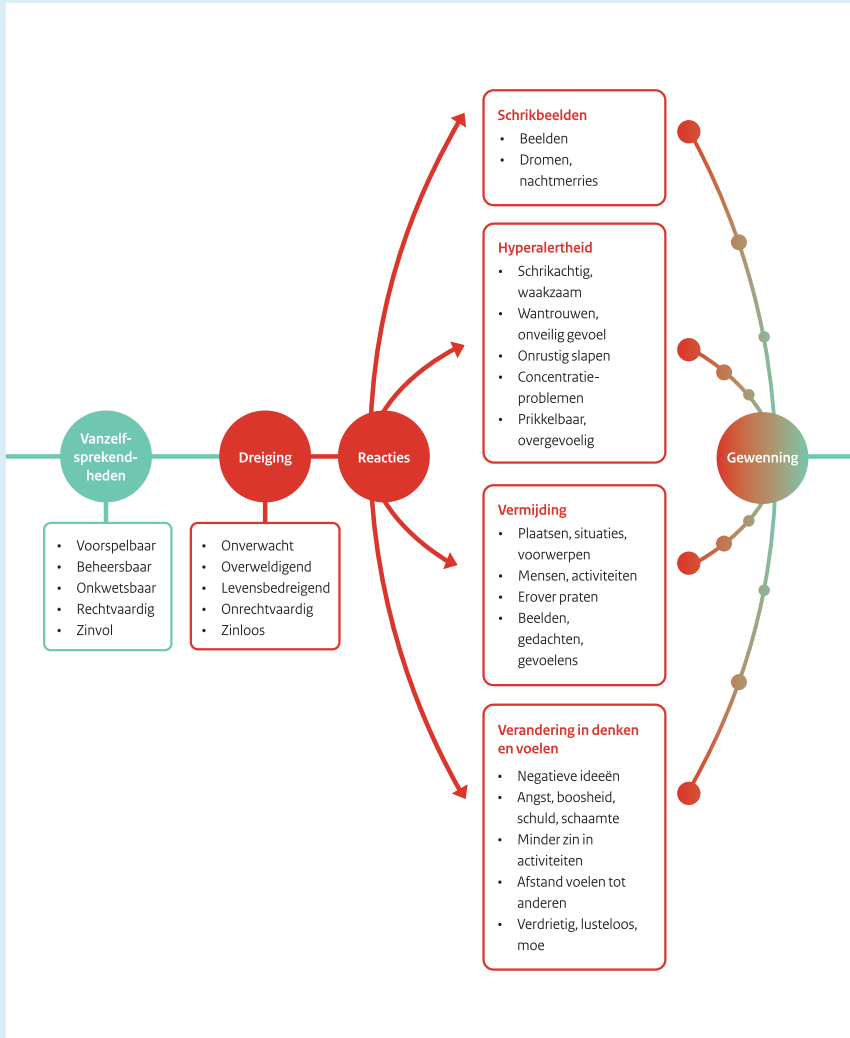 Vanzelf-
sprekend-
heden
• Voorspelbaar
• Beheersbaar
• Onkwetsbaar
• Rechtvaardig
• Zinvol
Dreiging
• Onverwacht
• Overweldigend
• Levensbedreigend
• Onrechtvaardig
• Zinloos
Reacties
Schrikbeelden
• Beelden
• Dromen,
nachtmerries
Hyperalertheid
• Schrikachtig,
waakzaam
• Wantrouwen,
onveilig gevoel
• Onrustig slapen
• Concentratie-
problemen
• Prikkelbaar,
overgevoelig
Vermijding
• Plaatsen, situaties,
voorwerpen
• Mensen, activiteiten
• Erover praten
• Beelden,
gedachten,
gevoelens
Verandering in denken
en voelen
• Negatieve ideeën
• Angst, boosheid,
schuld, schaamte
• Minder zin in
activiteiten
• Afstand voelen tot
anderen
• Verdrietig, lusteloos,
moe
Gewenning